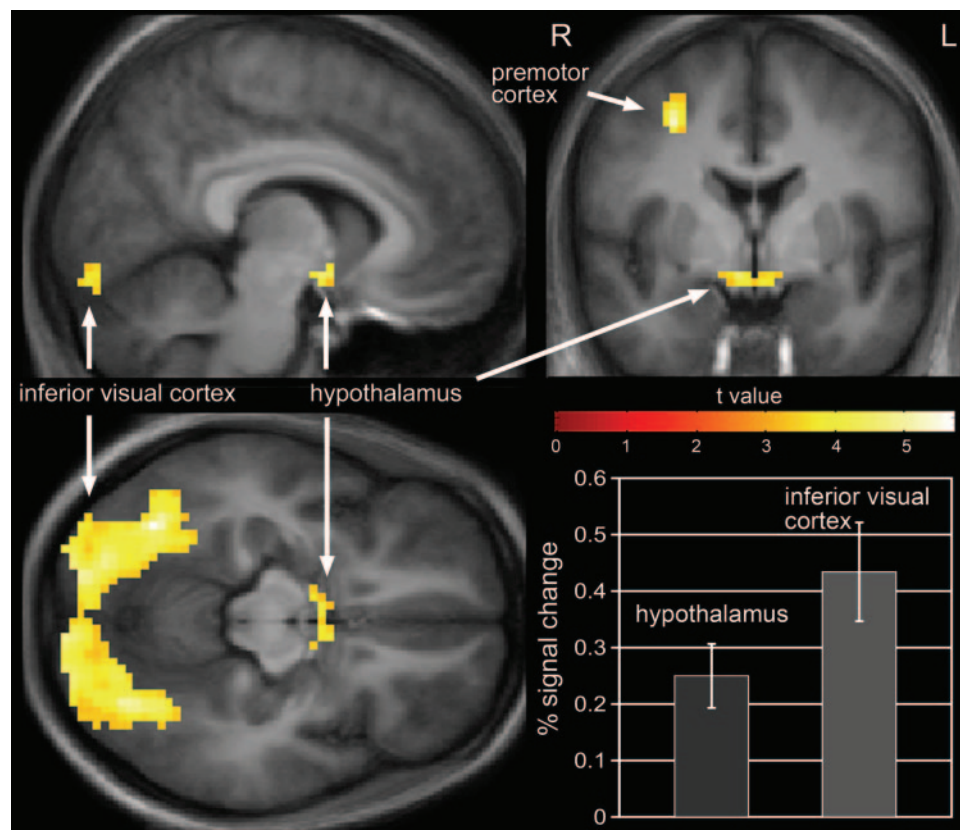 R
L
premotor
cortex
inferior visual cortex
hypothalamus
t value
0 1 2 3 4 5
0.6
0.5
0.4
0.3
0.2
0.1
0
% signal change
hypothalamus
inferior visual
cortex